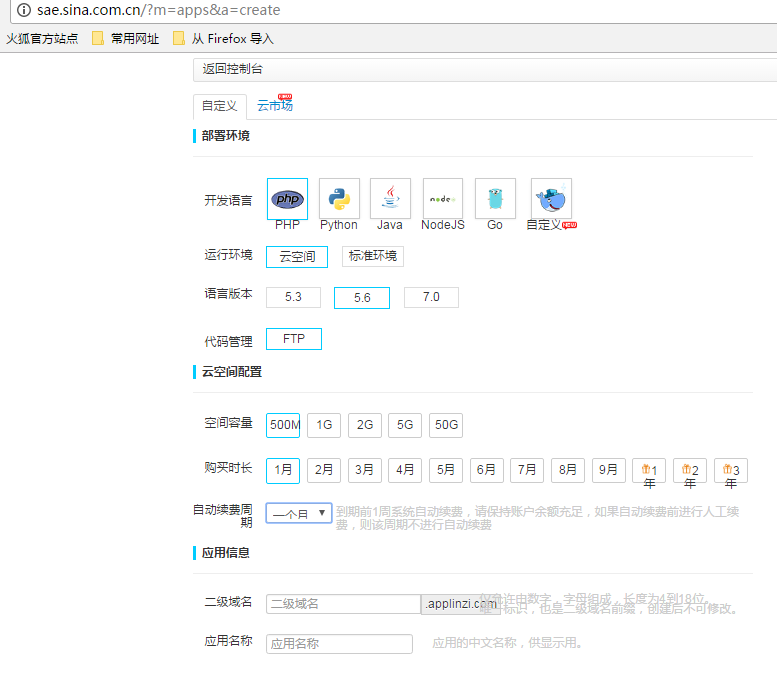 sae.sina.com.cn/?m=apps&a=create
火狐官方站点 常用网址 从 Firefox 导入
返回控制台
自定义 云市场 NEW
部署环境
开发语言 php node
PHP Python Java NodeJS Go 自定义 NEW
运行环境 云空间 标准环境
语言版本 5.3 5.6 7.0
代码管理 FTP
云空间配置
空间容量 500M 1G 2G 5G 50G
购买时长 1月 2月 3月 4月 5月 6月 7月 8月 9月 1年 2年 3年
自动续费周期 一个月 到期前1周系统自动续费，请保持账户余额充足，如果自动续费前进行人工续
费，则该周期不进行自动续费
应用信息
二级域名 二级域名 .applinzi.com 允许由数字，字母组成，长度为4到18位。
标识，也是二级域名前缀，创建后不可修改。
应用名称 应用名称 应用的中文名称，供显示用。